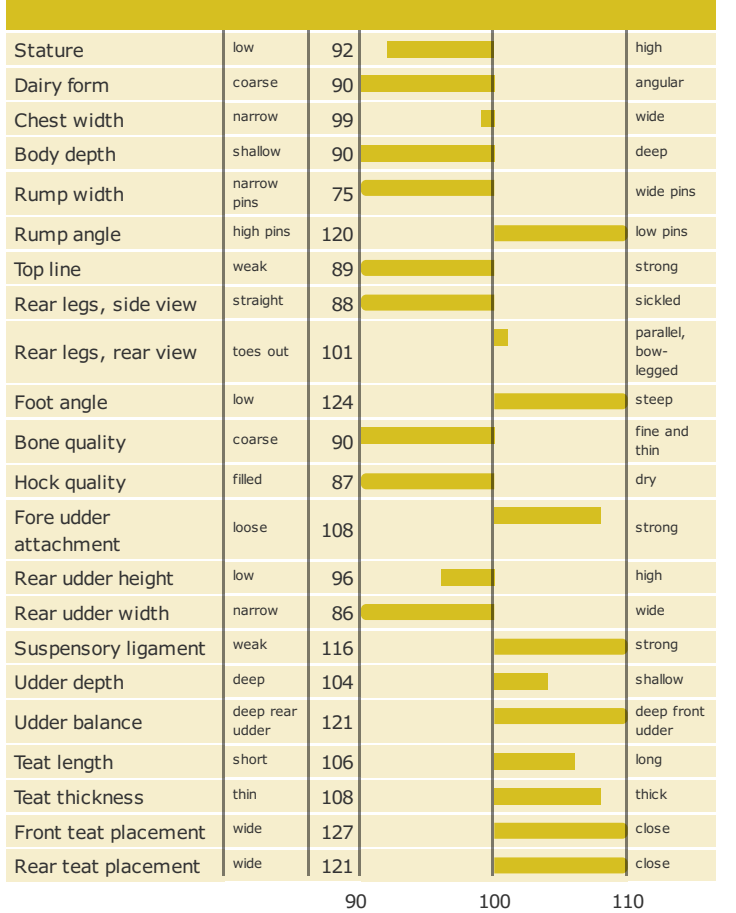 Stature low 92 high
Dairy form coarse 90 angular
Chest width narrow 99 wide
Body depth shallow 90 deep
Rump width narrow pins 75 wide pins
Rump angle high pins 120 low pins
Top line weak 89 strong
Rear legs, side view straight 88 sickled
Rear legs, rear view toes out 101 parallel, bow-legged
Foot angle low 124 steep
Bone quality coarse 90 fine and thin
Hock quality filled 87 dry
Fore udder attachment loose 108 strong
Rear udder height low 96 high
Rear udder width narrow 86 wide
Suspensory ligament weak 116 strong
Udder depth deep 104 shallow
Udder balance deep rear udder 121 deep front udder
Teat length short 106 long
Teat thickness thin 108 thick
Front teat placement wide 127 close
Rear teat placement wide 121 close
90 100 110